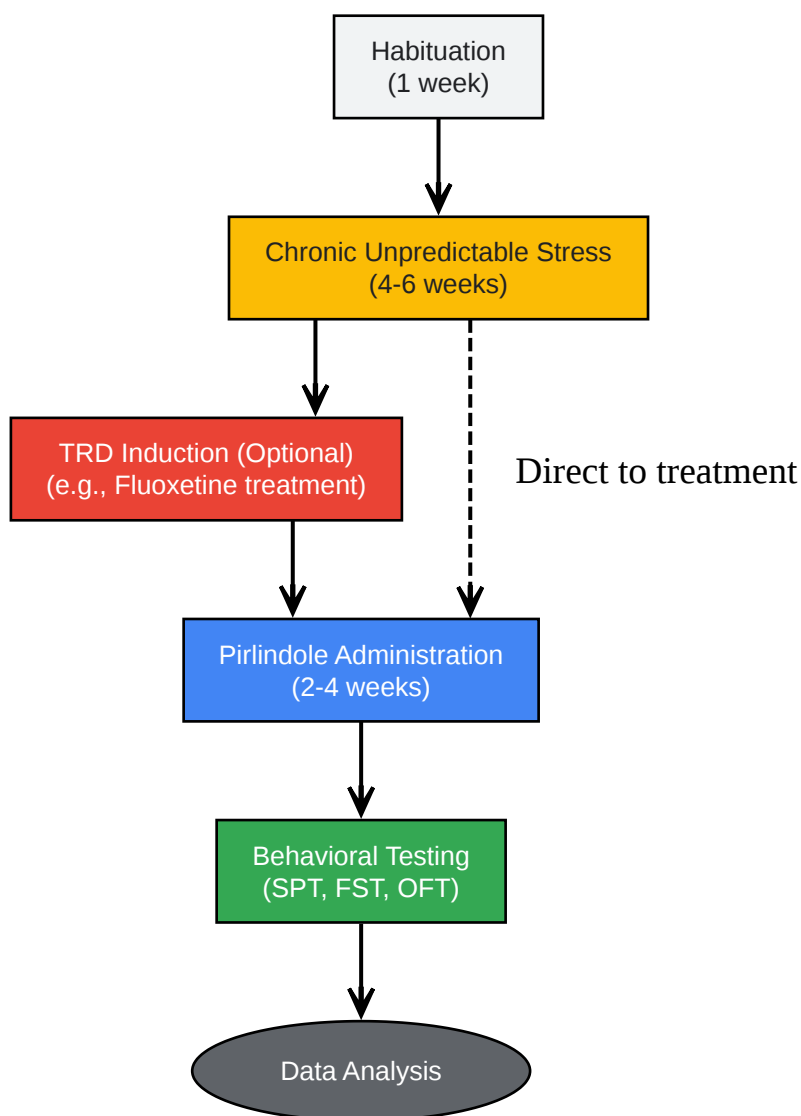 Habituation
(1 week)
Chronic Unpredictable Stress
(4-6 weeks)
TRD Induction (Optional)
(e.g., Fluoxetine treatment)
Direct to treatment
Pirlindole Administration
(2-4 weeks)
Behavioral Testing
(SPT, FST, OFT)
Data Analysis